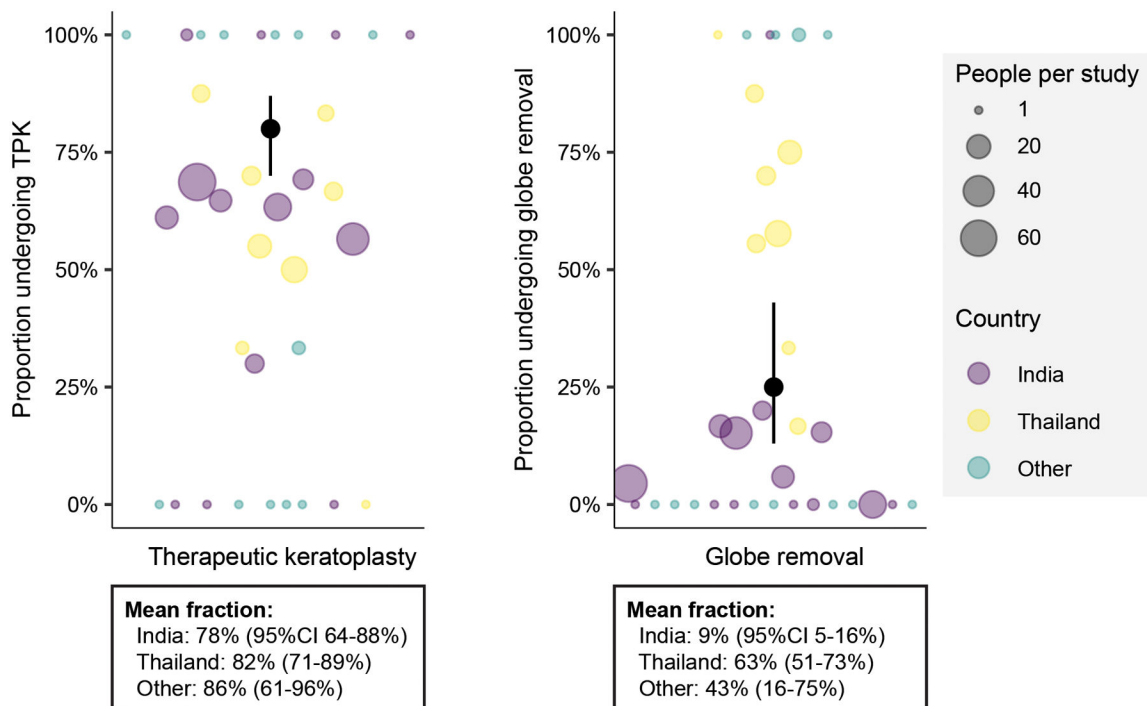 Proportion undergoing TPK
100%
75%
50%
25%
0%
Therapeutic keratoplasty
Mean fraction:
India: 78% (95%CI 64-88%)
Thailand: 82% (71-89%)
Other: 86% (61-96%)
Proportion undergoing globe removal
100%
75%
50%
25%
0%
Globe removal
Mean fraction:
India: 9% (95%CI 5-16%)
Thailand: 63% (51-73%)
Other: 43% (16-75%)
People per study
1
20
40
60
Country
India
Thailand
Other